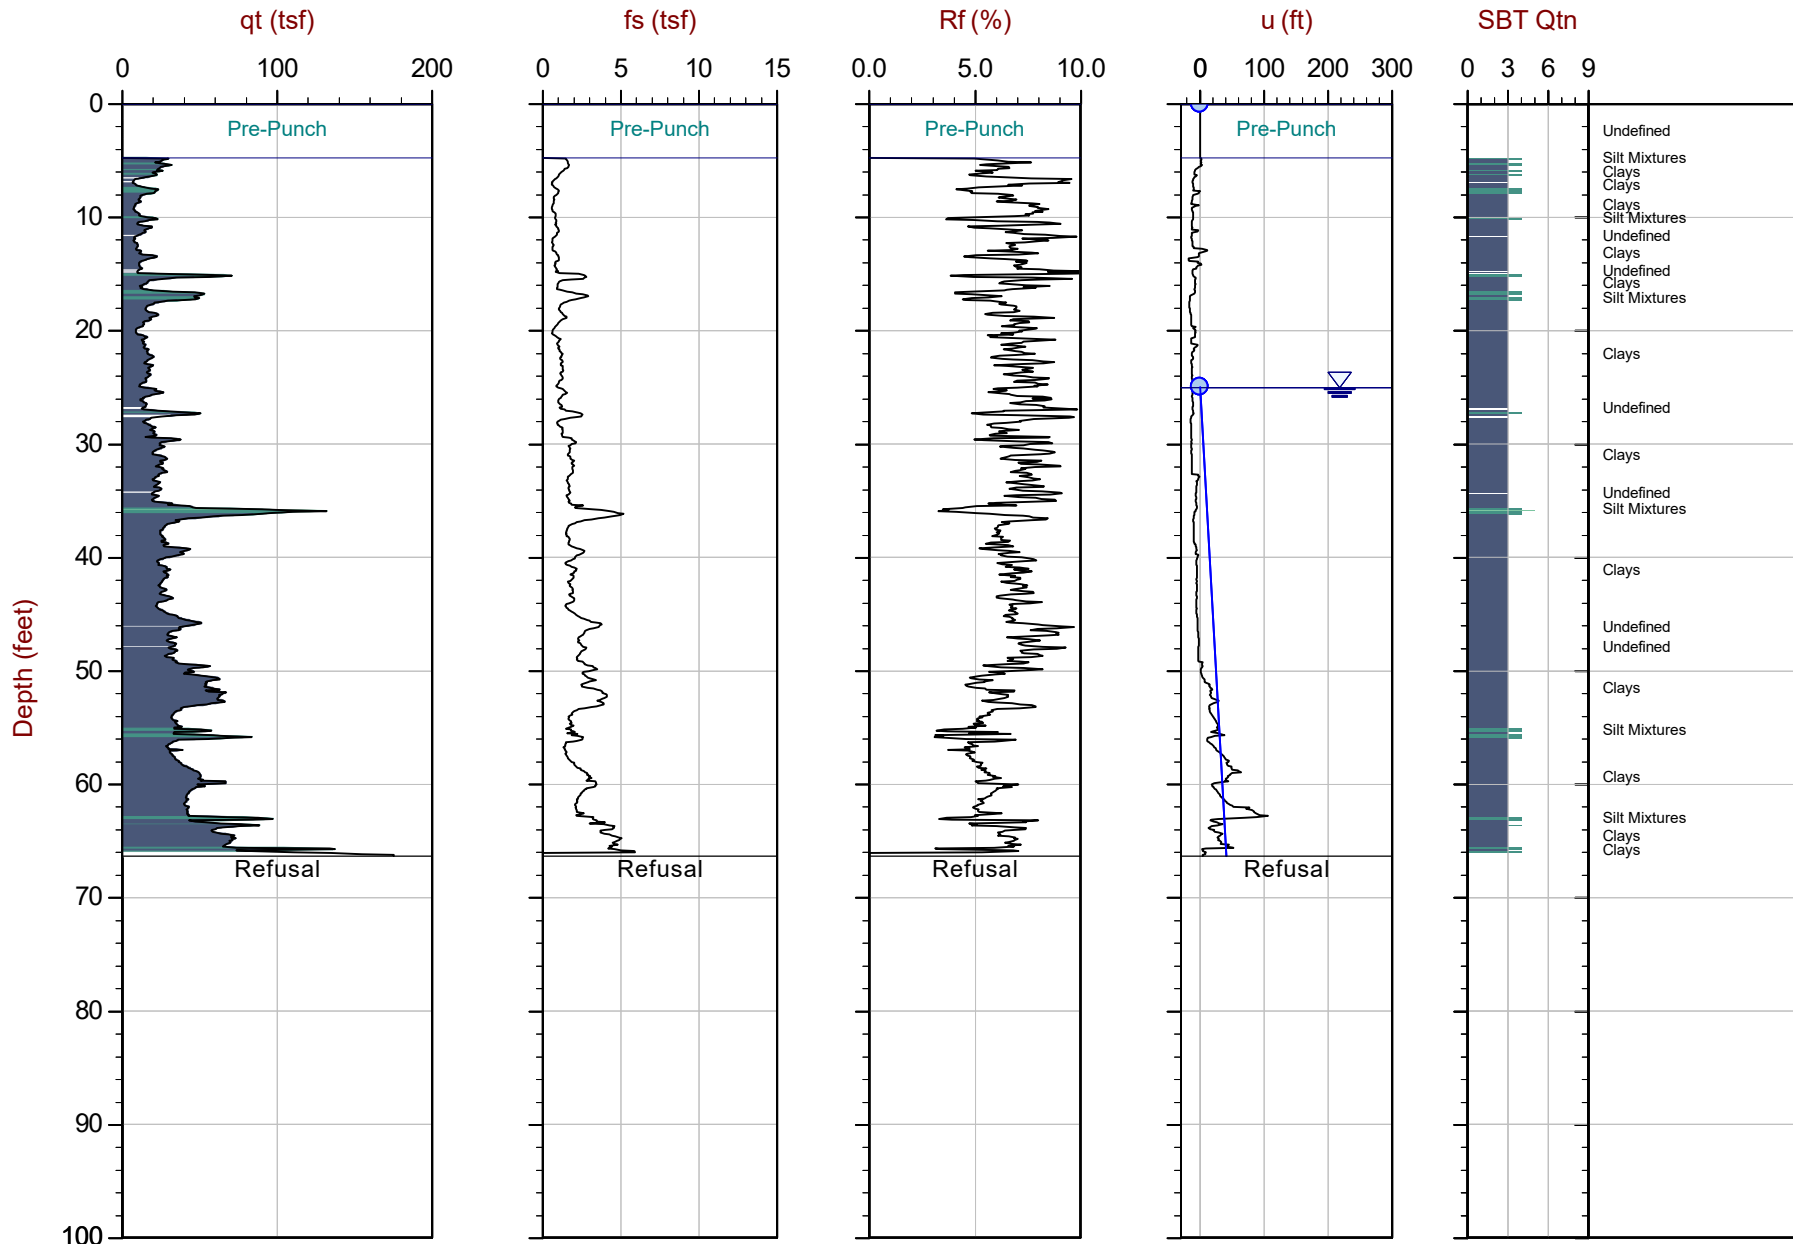 qt (tsf) fs (tsf) Rf (%) u (ft) SBT Qtn
0 100 200 0 5 10 15 0.0 5.0 10.0 0 100 200 300 0 3 6 9
0
Pre-Punch Pre-Punch Pre-Punch Pre-Punch
Undefined
Silt Mixtures
Clays
Clays
Clays
10
Silt Mixtures
Undefined
Clays
Undefined
Clays
Silt Mixtures
20
Clays
Undefined
30
Clays
Undefined
Silt Mixtures
40
Clays
Undefined
Undefined
50
Clays
Silt Mixtures
Clays
60
Silt Mixtures
Clays
Clays
Refusal Refusal Refusal Refusal
70
80
90
100
Depth (feet)